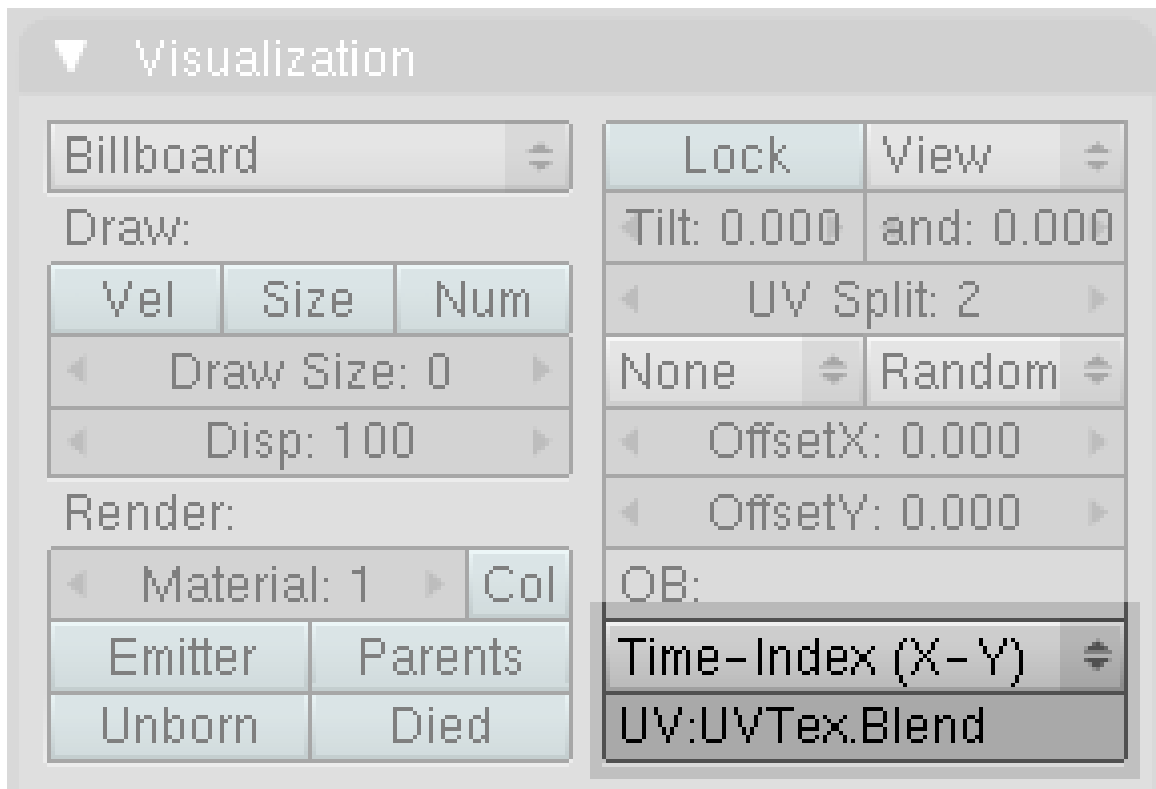 Visualization
Billboard
Draw:
Vel Size Num
Draw Size: 0
Disp: 100
Render:
Material: 1 Col
Emitter Parents
Unborn Died
Lock View
Tilt: 0.000 and: 0.000
UV Split: 2
None Random
OffsetX: 0.000
OffsetY: 0.000
OB:
Time-Index (X-Y)
UV:UVTex.Blend